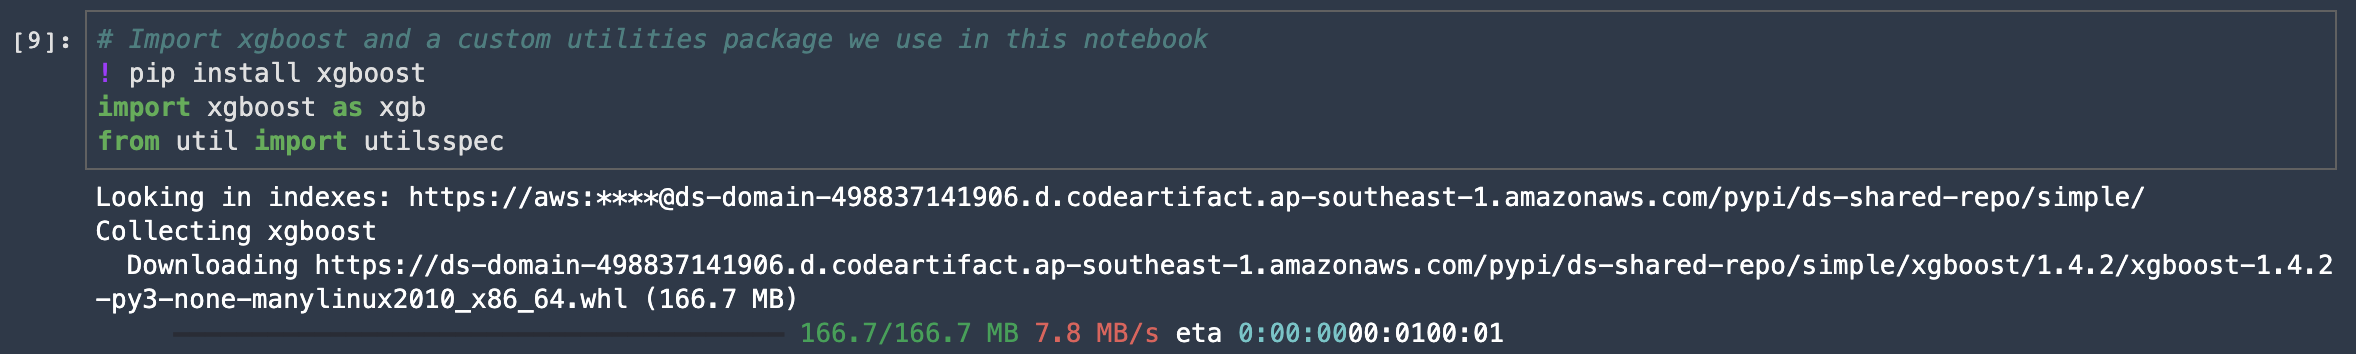 [9]:
# Import xgboost and a custom utilities package we use in this notebook
! pip install xgboost
import xgboost as xgb
from util import utilsspec
Looking in indexes: https://aws:****@ds-domain-498837141906.d.codeartifact.ap-southeast-1.amazonaws.com/pypi/ds-shared-repo/simple/
Collecting xgboost
  Downloading https://ds-domain-498837141906.d.codeartifact.ap-southeast-1.amazonaws.com/pypi/ds-shared-repo/simple/xgboost/1.4.2/xgboost-1.4.2
-py3-none-manylinux2010_x86_64.whl (166.7 MB)
166.7/166.7 MB 7.8 MB/s eta 0:00:0000:0100:01